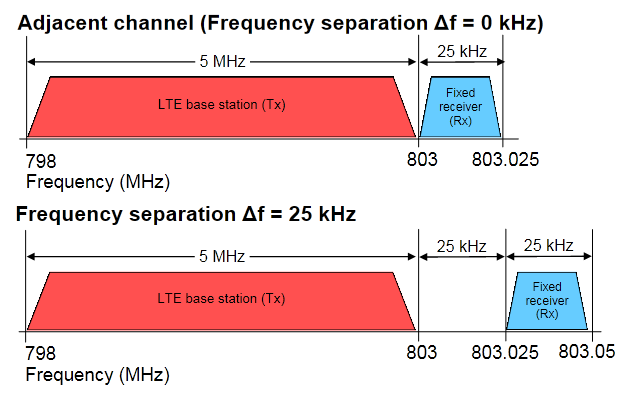 Adjacent channel (Frequency separation Δf = 0 kHz)
5 MHz
25 kHz
LTE base station (Tx)
Fixed
receiver
(Rx)
798
803
803.025
Frequency (MHz)
Frequency separation Δf = 25 kHz
5 MHz
25 kHz
25 kHz
LTE base station (Tx)
Fixed
receiver
(Rx)
798
803
803.025
803.05
Frequency (MHz)